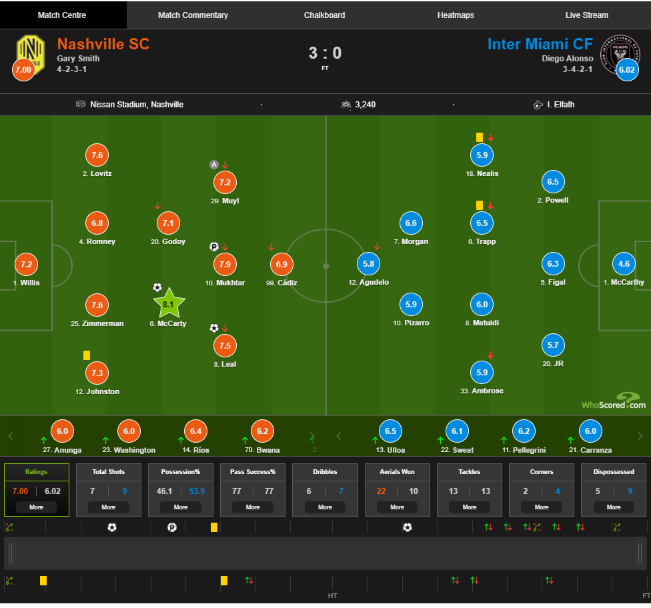 Match Centre Match Commentary Chalkboard Heatmaps Live Stream
Nashville SC 3 : 0 Inter Miami CF
Gary Smith FT Diego Alonso
7.00 4-2-3-1 3-4-2-1 6.02
Nissan Stadium, Nashville · 3,240 · I. Elfath
7.6 5.9
2. Lovitz 18. Nealis
A
7.2 6.5
29. Muyl 2. Powell
6.8 7.1 6.6 6.5
4. Romney 20. Godoy 7. Morgan 6. Trapp
P
7.2 7.9 6.9 5.8 6.3 4.6
1. Willis 10. Mukhtar 99. Cádiz 12. Agudelo 5. Figal 1. McCarthy
7.6 8.1 5.9 6.0
25. Zimmerman 6. McCarty 10. Pizarro 8. Matuidi
7.5 5.7
8. Leal 20. JR
7.3 5.9
12. Johnston 33. Ambrose
WhoScored.com
6.0 6.0 6.4 6.2 6.5 6.1 6.2 6.0
27. Anunga 23. Washington 14. Ríos 70. Bwana 2 13. Ulloa 22. Sweat 11. Pellegrini 21. Carranza
Ratings Total Shots Possession% Pass Success% Dribbles Aerials Won Tackles Corners Dispossessed
7.00 6.02 7 9 46.1 53.9 77 77 6 7 22 10 13 13 2 4 5 9
More More More More More More More More More
P
HT FT